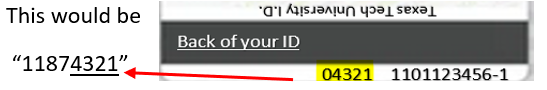 This would be
"11874321"
Texas Tech University I.D.
Back of your ID
04321 1101123456-1